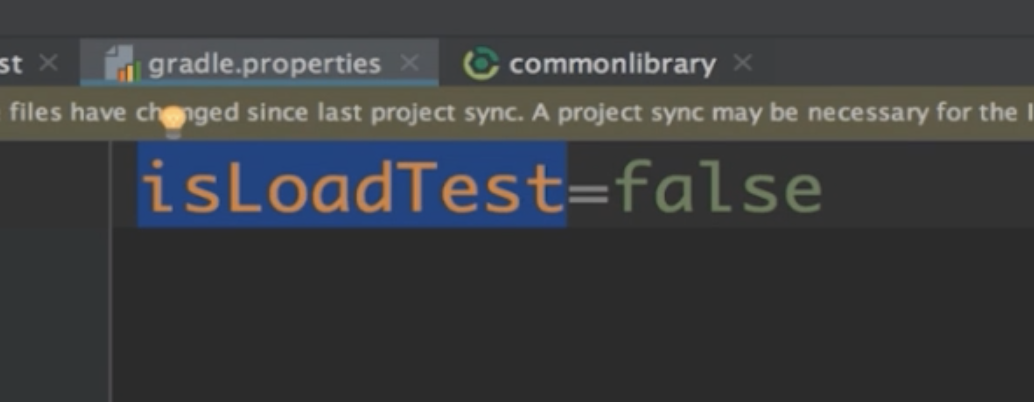 st
gradle.properties
commonlibrary
files have changed since last project sync. A project sync may be necessary for the
isLoadTest=false